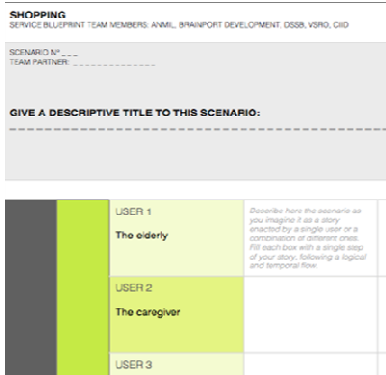 SHOPPING
SERVICE BLUEPRINT TEAM MEMBERS: ANMIL, BRAINPORT DEVELOPMENT, DSSB, VSRO, CIID
SCENARIO N° _ _ _
TEAM PARTNER: _ _ _ _ _ _ _ _ _ _ _ _ _ _
GIVE A DESCRIPTIVE TITLE TO THIS SCENARIO:
USER 1
The elderly
Describe here the scenario as
you imagine it as a story
enacted by a single user or a
combination of different ones.
Fill each box with a single step
of your story, following a logical
and temporal flow.
USER 2
The caregiver
USER 3